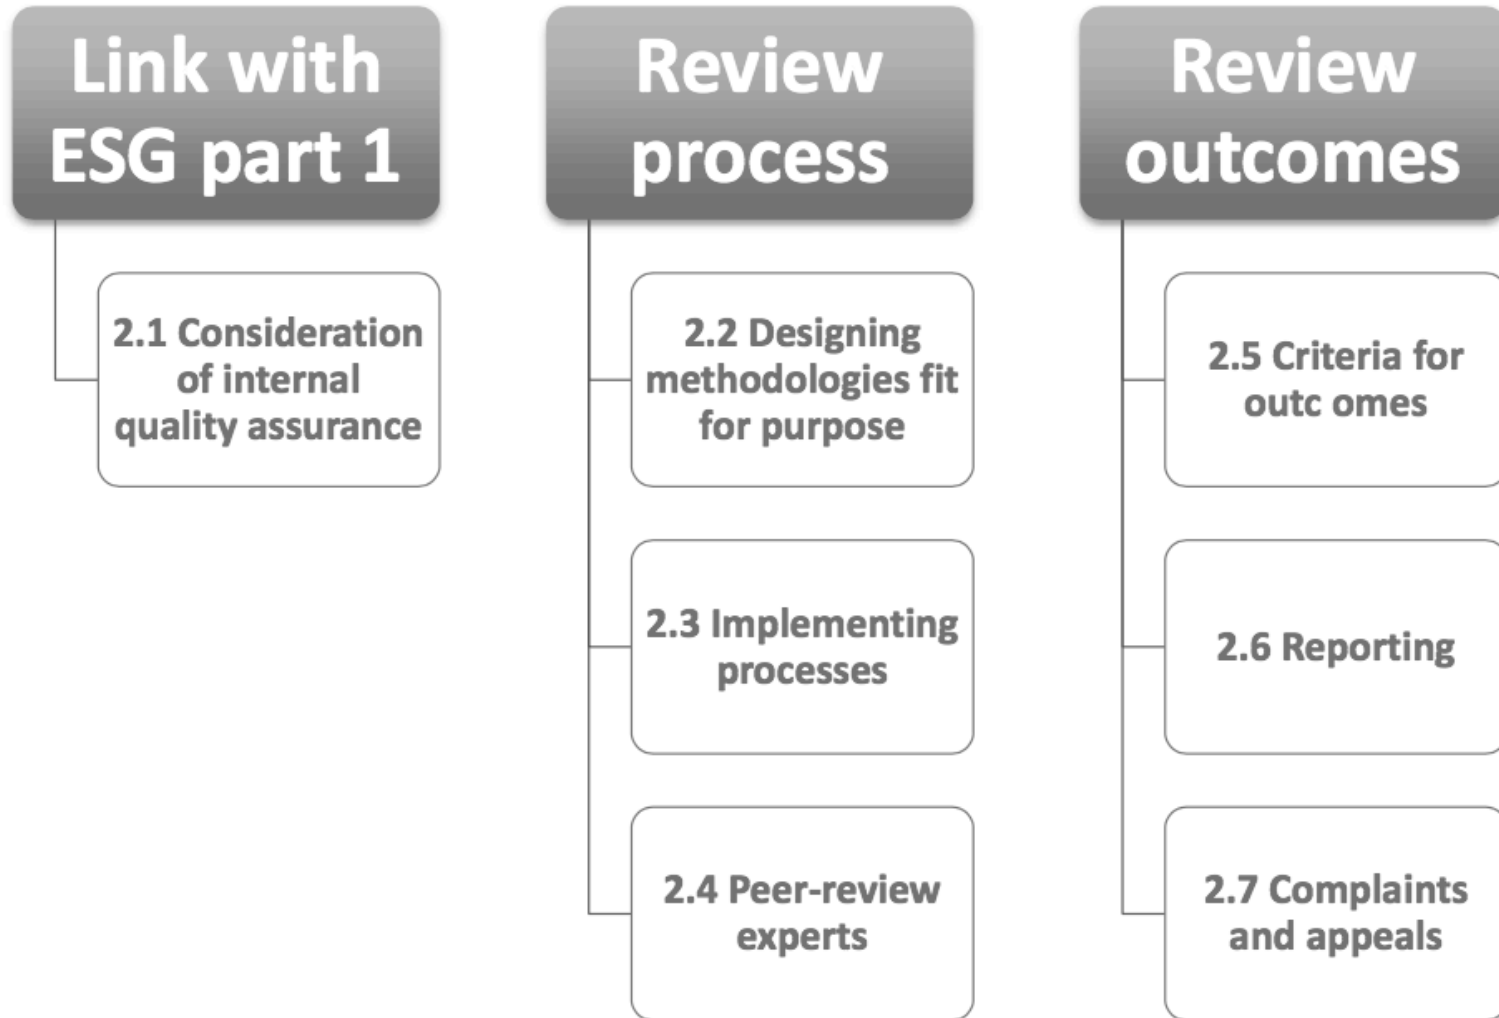 Link with
ESG part 1
2.1 Consideration
of internal
quality assurance
Review
process
2.2 Designing
methodologies fit
for purpose
2.3 Implementing
processes
2.4 Peer-review
experts
Review
outcomes
2.5 Criteria for
outc omes
2.6 Reporting
2.7 Complaints
and appeals